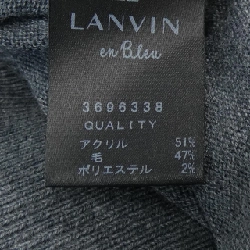 LANVIN
en Bleu
3696338
QUALITY
アクリル 51%
毛 47%
ポリエステル 2%